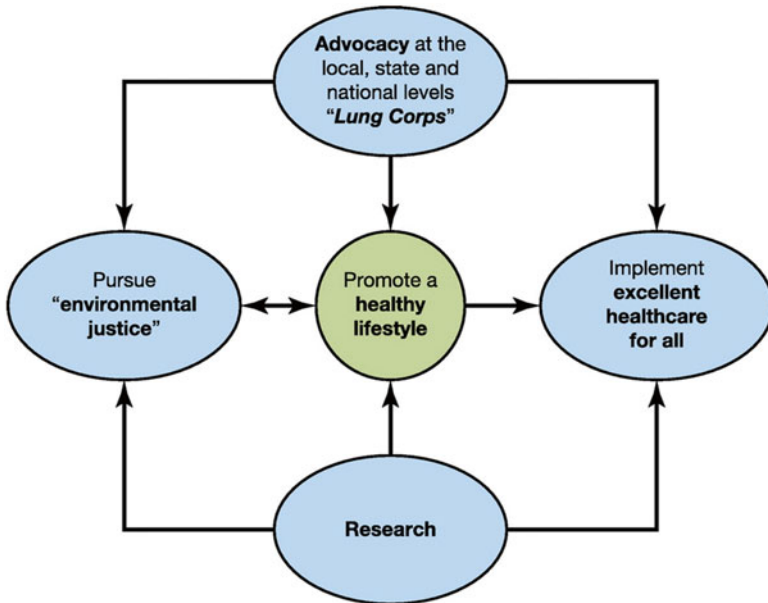 Advocacy at the
local, state and
national levels
“Lung Corps”
Pursue
“environmental
justice”
Promote a
healthy
lifestyle
Implement
excellent
healthcare
for all
Research